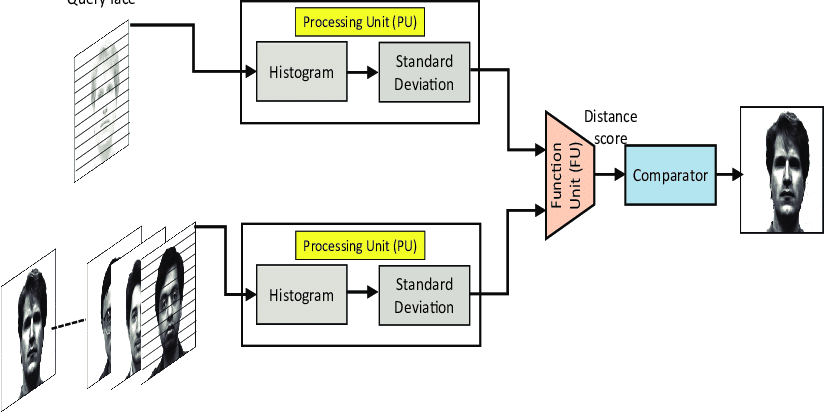 Query face
Processing Unit (PU)
Histogram
Standard
Deviation
Distance
score
Function
Unit (FU)
Comparator
Processing Unit (PU)
Histogram
Standard
Deviation